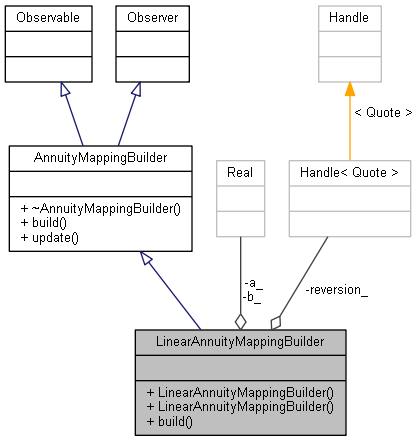 Observable
Observer
Handle
< Quote >
AnnuityMappingBuilder
+ ~AnnuityMappingBuilder()
+ build()
+ update()
Real
Handle< Quote >
-a_
-b_
-reversion_
LinearAnnuityMappingBuilder
+ LinearAnnuityMappingBuilder()
+ LinearAnnuityMappingBuilder()
+ build()